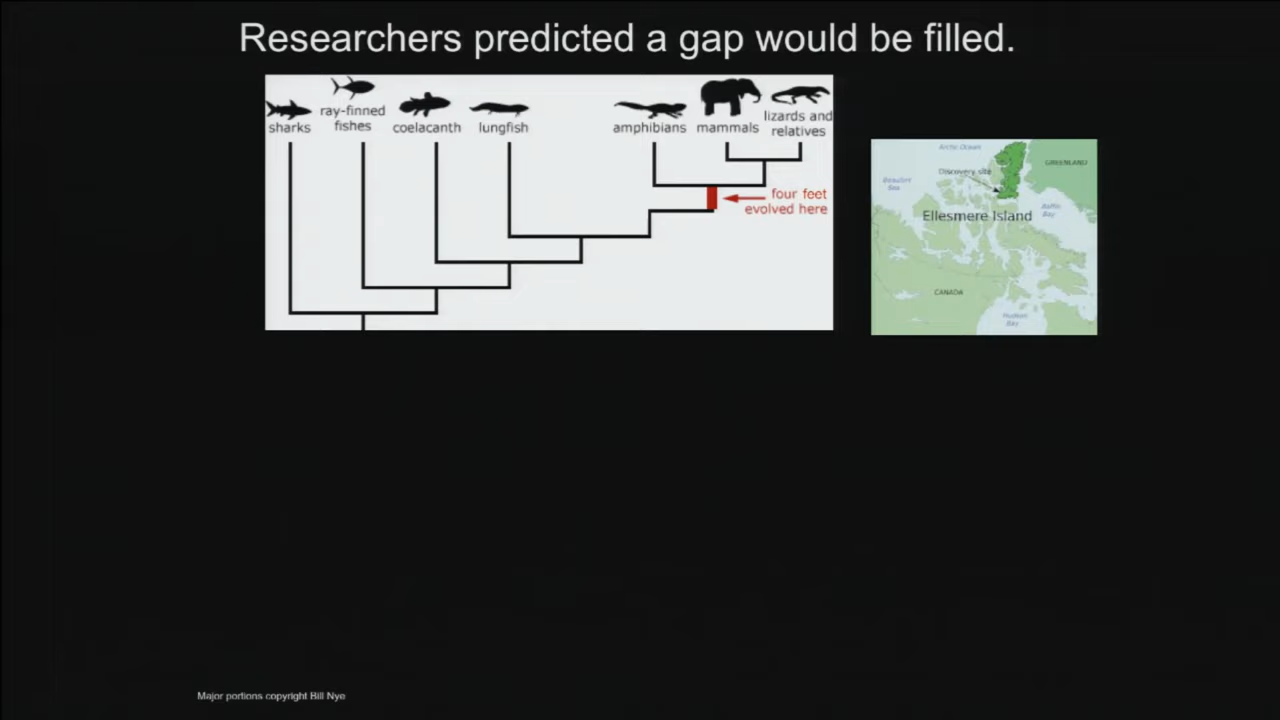 Researchers predicted a gap would be filled.
sharks
ray-finned
fishes
coelacanth
lungfish
amphibians
mammals
lizards and
relatives
four feet
evolved here
Arctic Ocean
GREENLAND
Discovery site
Beaufort
Sea
Baffin
Bay
Ellesmere Island
CANADA
Hudson
Bay
Major portions copyright Bill Nye